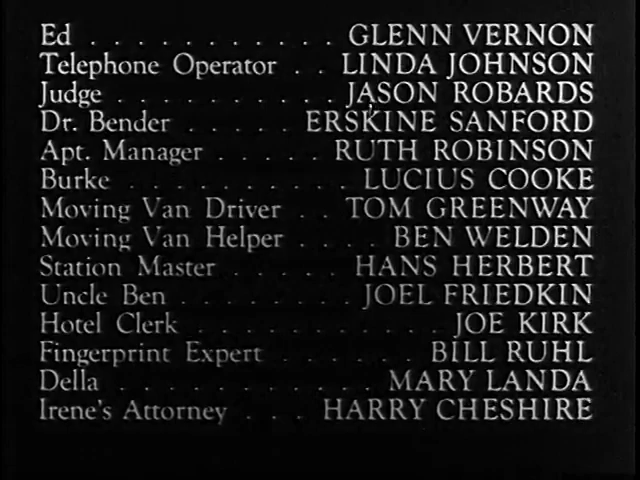 Ed . . . . . . . . . . . GLENN VERNON
Telephone Operator . . LINDA JOHNSON
Judge . . . . . . . . . . JASON ROBARDS
Dr. Bender . . . . . ERSKINE SANFORD
Apt. Manager . . . . . RUTH ROBINSON
Burke . . . . . . . . . . LUCIUS COOKE
Moving Van Driver . . TOM GREENWAY
Moving Van Helper . . . . BEN WELDEN
Station Master . . . . . HANS HERBERT
Uncle Ben . . . . . . . . JOEL FRIEDKIN
Hotel Clerk . . . . . . . . . . . JOE KIRK
Fingerprint Expert . . . . . . BILL RUHL
Della . . . . . . . . . . . . MARY LANDA
Irene's Attorney . . . HARRY CHESHIRE